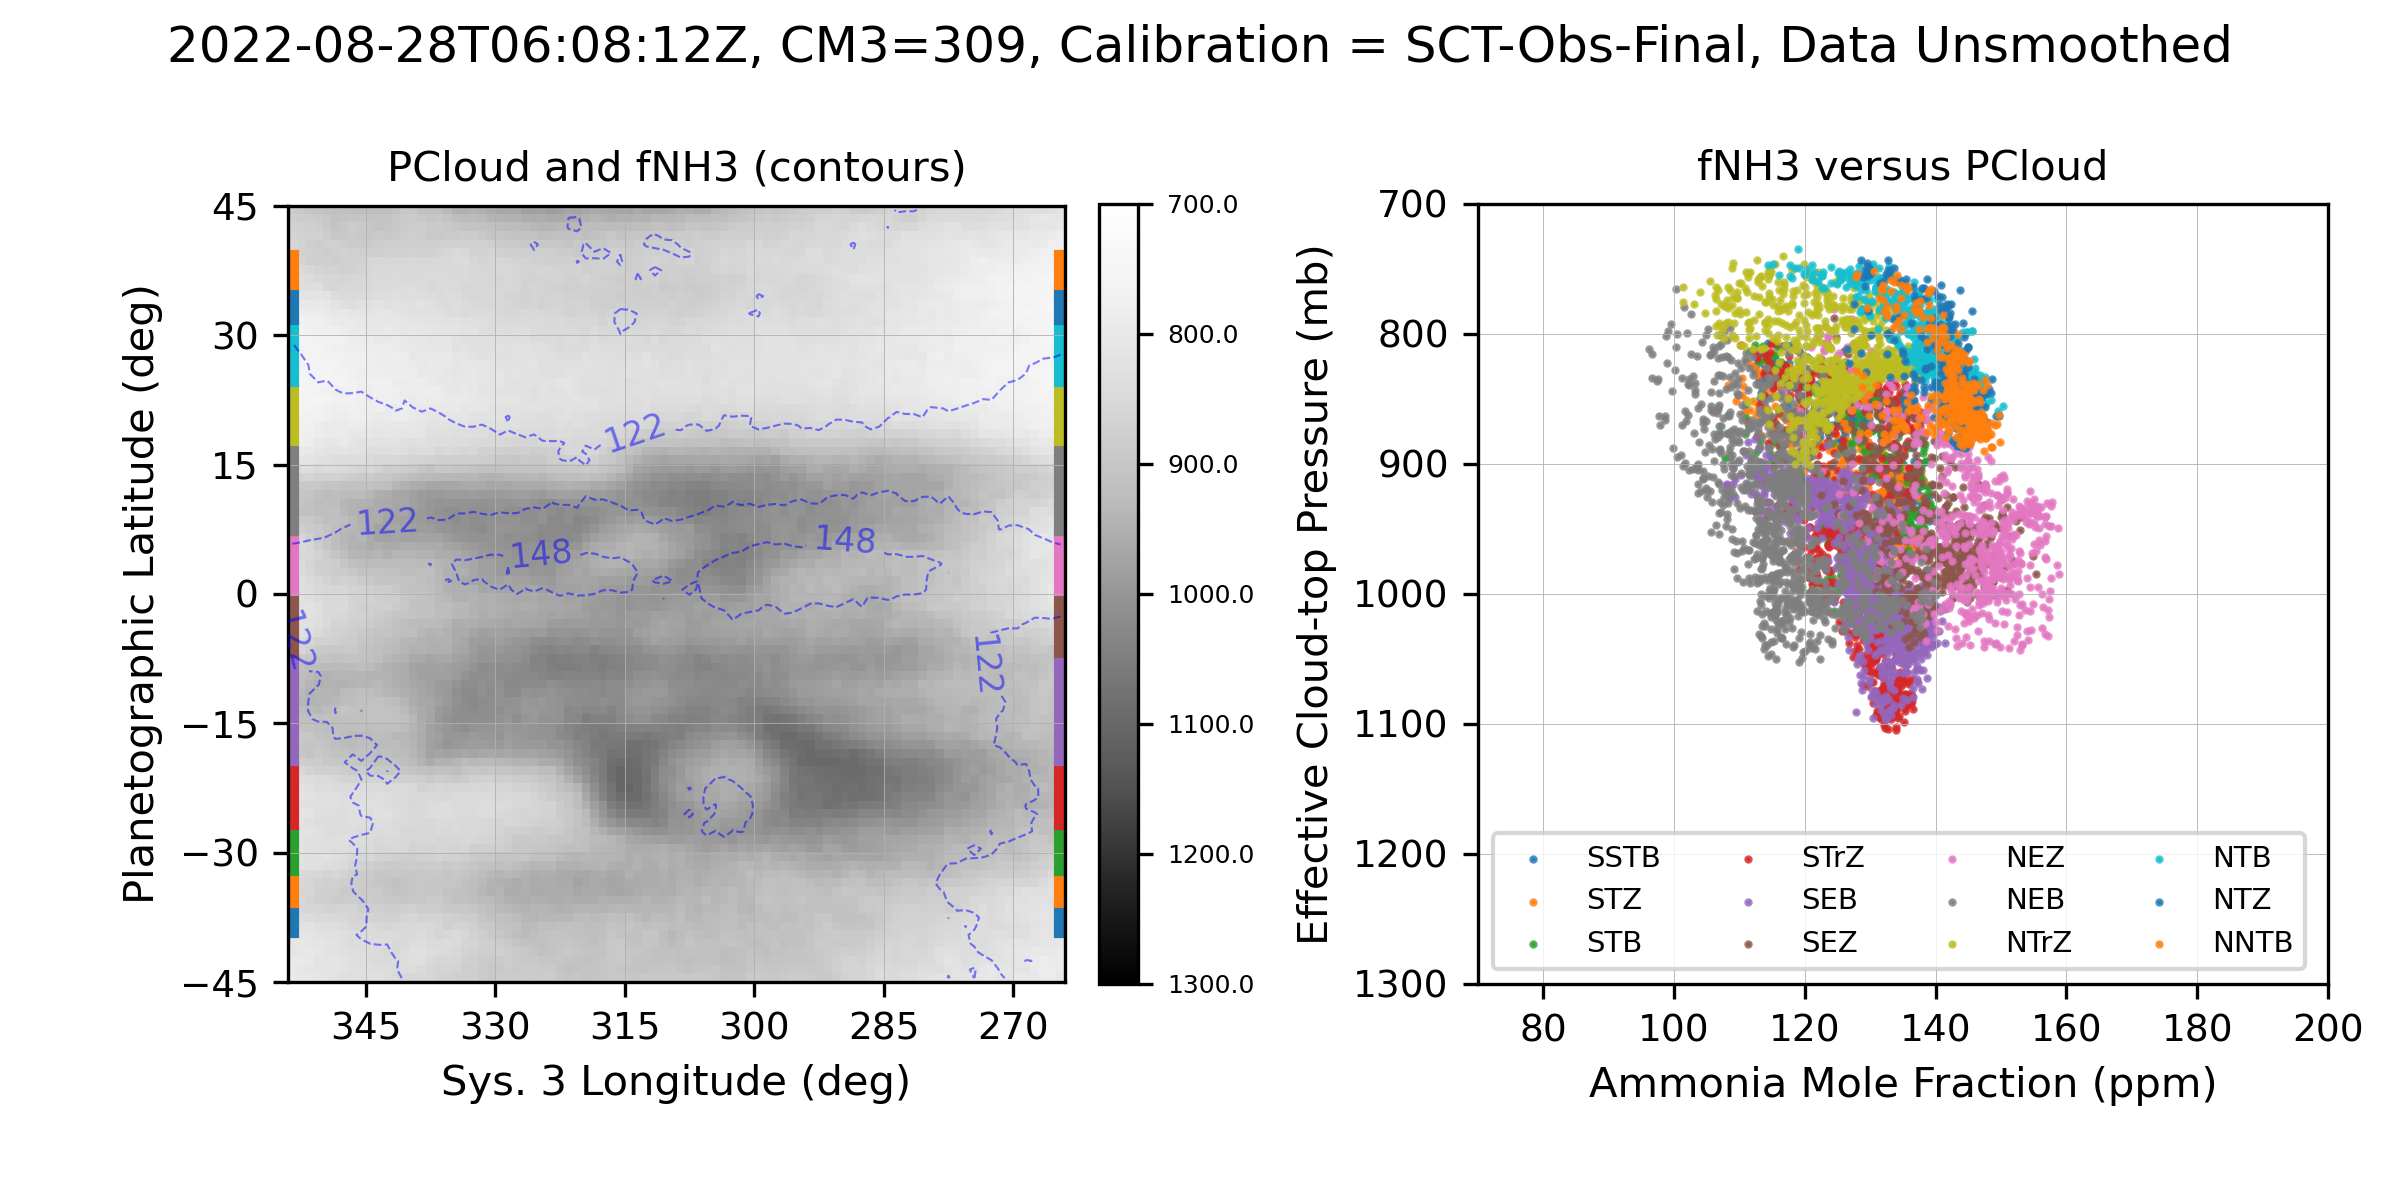 2022-08-28T06:08:12Z, CM3=309, Calibration = SCT-Obs-Final, Data Unsmoothed
PCloud and fNH3 (contours)
Planetographic Latitude (deg)
45
30
15
0
−15
−30
−45
345
330
315
300
285
270
Sys. 3 Longitude (deg)
122
122
148
148
122
122
700.0
800.0
900.0
1000.0
1100.0
1200.0
1300.0
fNH3 versus PCloud
Effective Cloud-top Pressure (mb)
700
800
900
1000
1100
1200
1300
80
100
120
140
160
180
200
Ammonia Mole Fraction (ppm)
SSTB
STZ
STB
STrZ
SEB
SEZ
NEZ
NEB
NTrZ
NTB
NTZ
NNTB